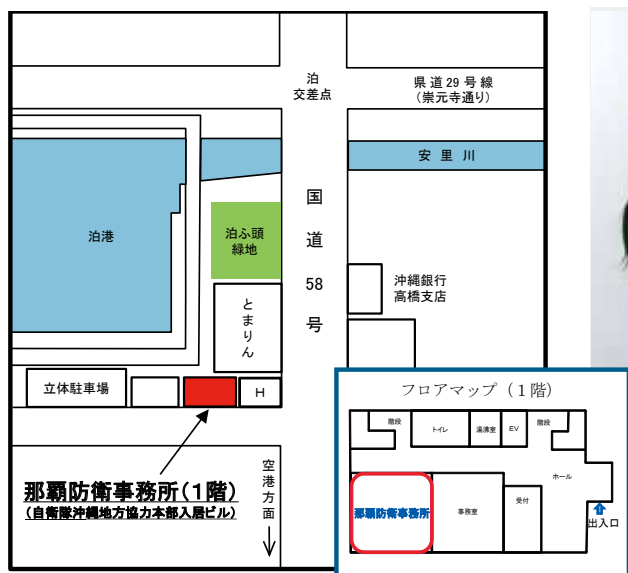 泊
交差点
県道29号線
(崇元寺通り)
安里川
泊港
泊ふ頭
緑地
国道58号
沖縄銀行
高橋支店
とまりん
立体駐車場
H
那覇防衛事務所(1階)
(自衛隊沖縄地方協力本部入居ビル)
空港方面
フロアマップ(1階)
階段
トイレ
湯沸室
EV
階段
ホール
那覇防衛事務所
事務室
受付
出入口